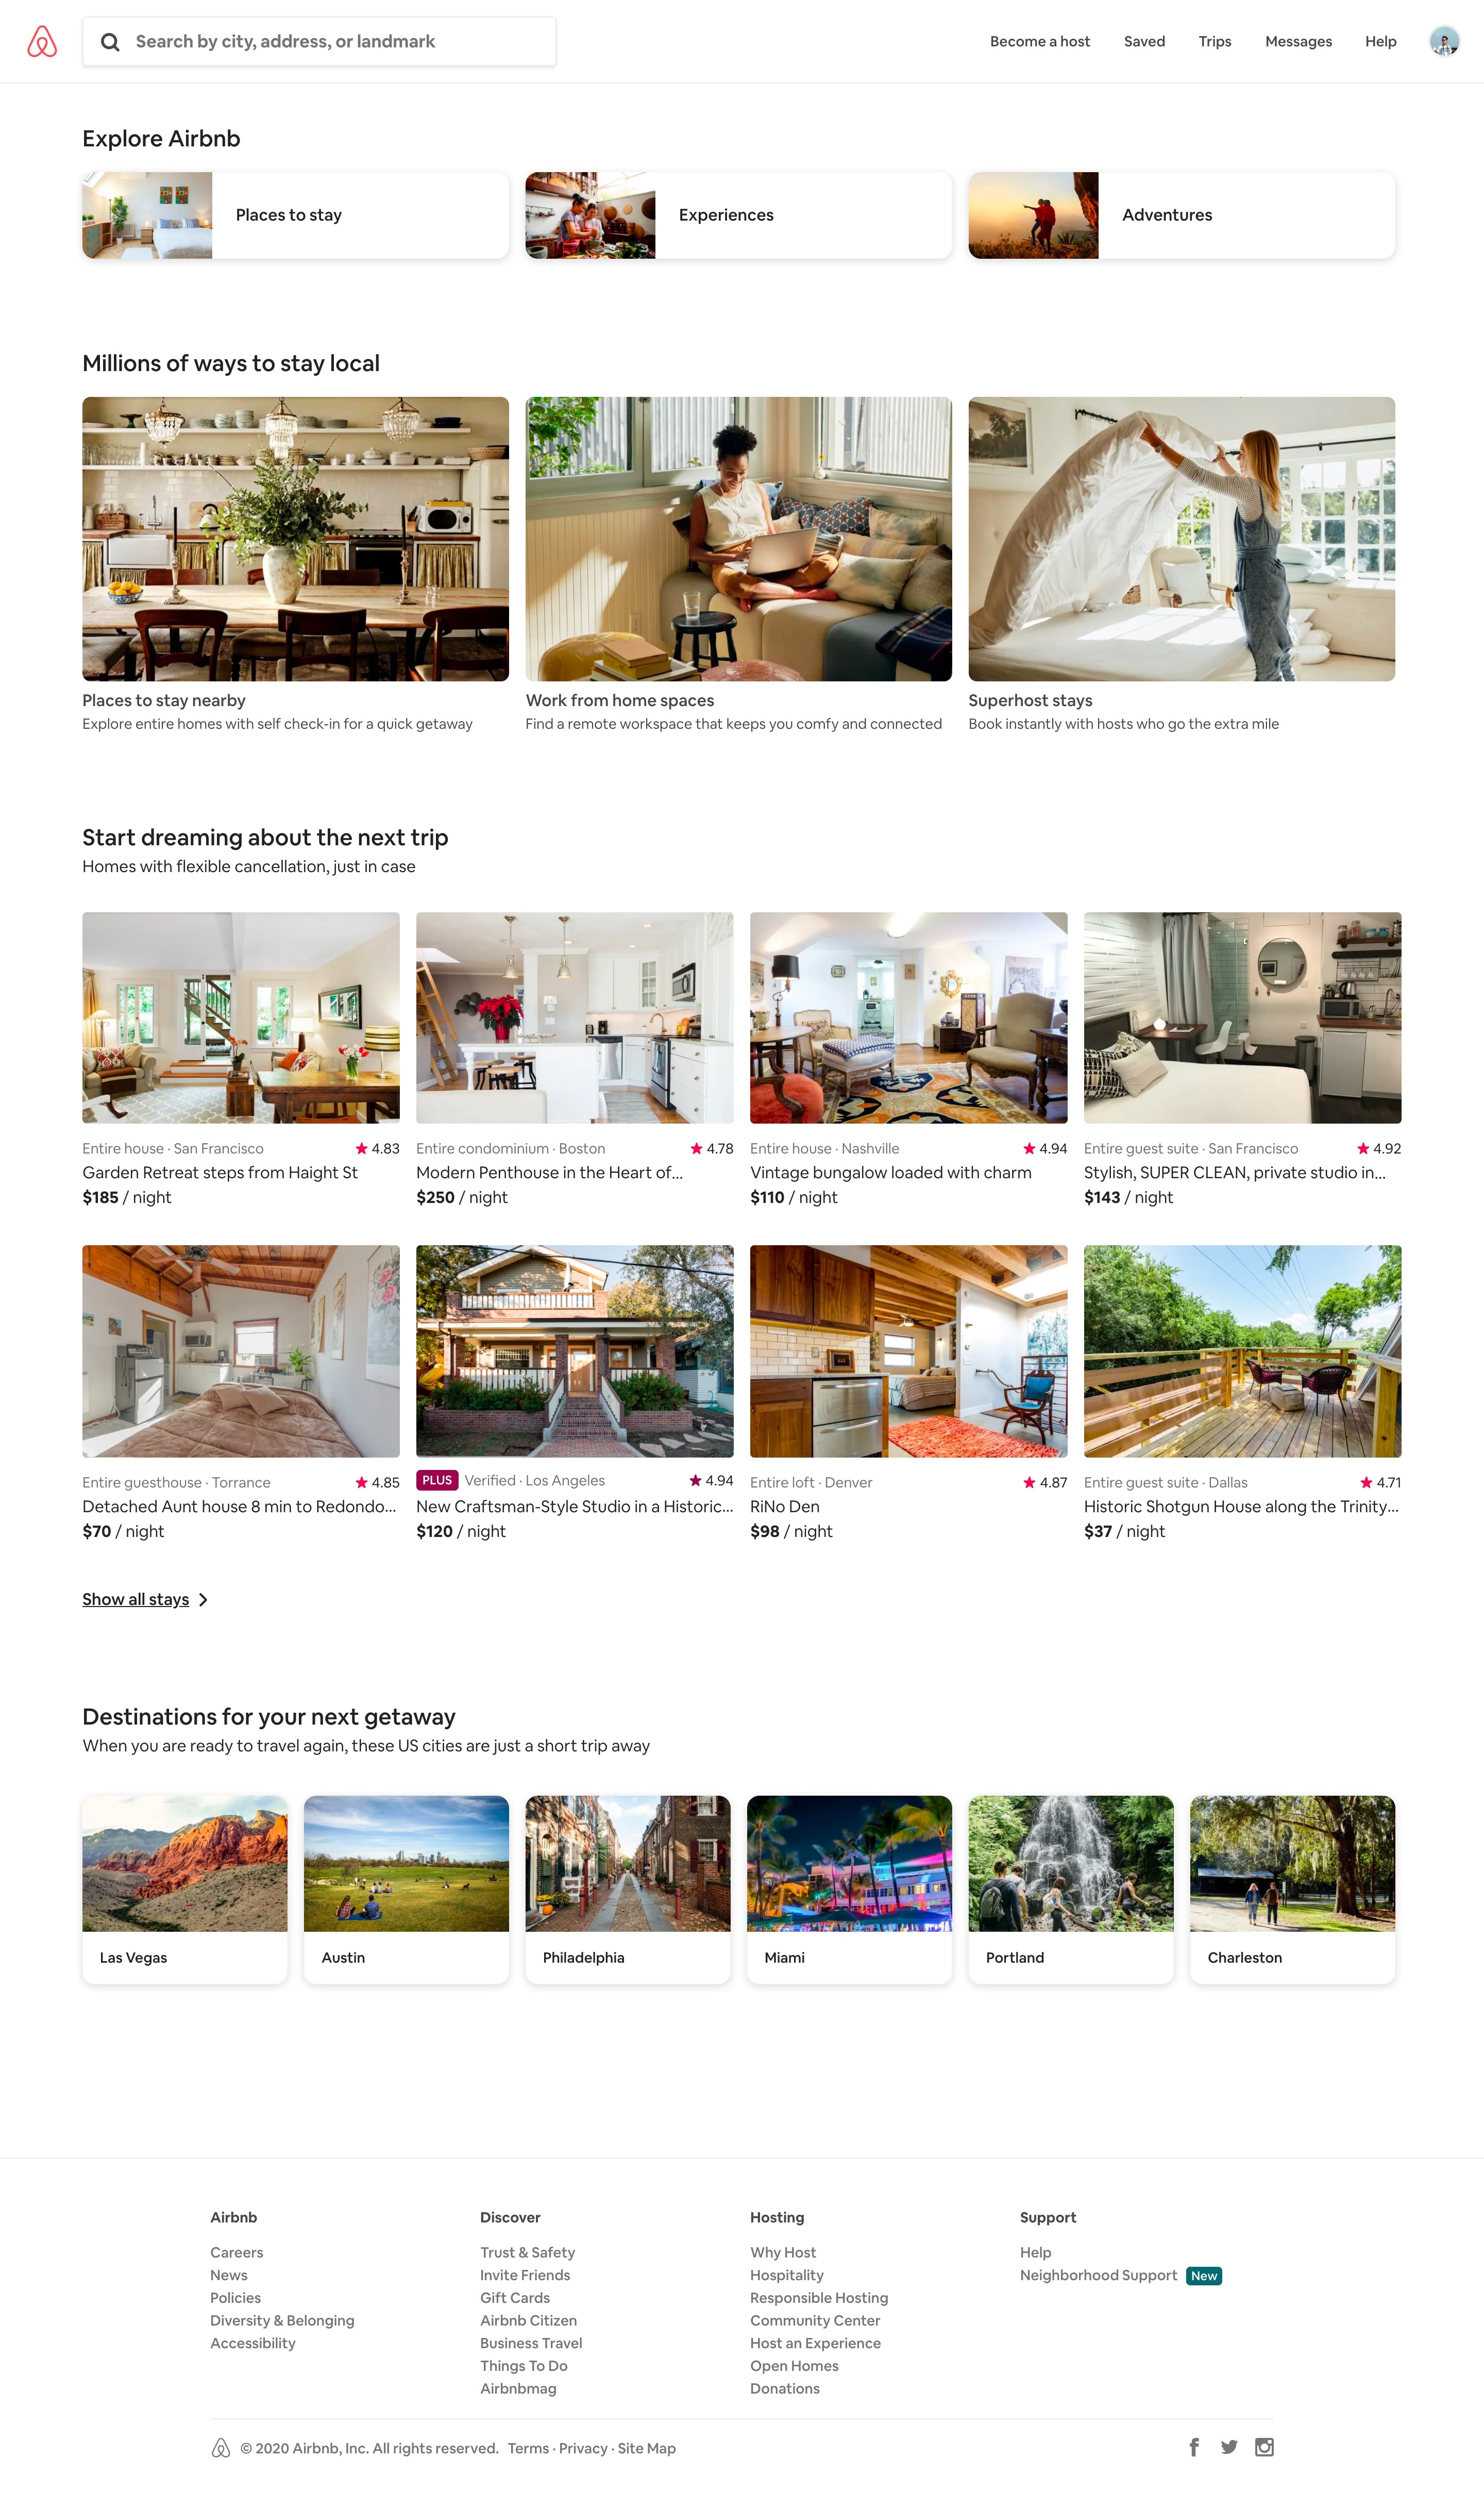 Search by city, address, or landmark
Become a host
Saved
Trips
Messages
Help
Explore Airbnb
Places to stay
Experiences
Adventures
Millions of ways to stay local
Places to stay nearby
Explore entire homes with self check-in for a quick getaway
Work from home spaces
Find a remote workspace that keeps you comfy and connected
Superhost stays
Book instantly with hosts who go the extra mile
Start dreaming about the next trip
Homes with flexible cancellation, just in case
Entire house · San Francisco ★ 4.83
Garden Retreat steps from Haight St
$185 / night
Entire condominium · Boston ★ 4.78
Modern Penthouse in the Heart of...
$250 / night
Entire house · Nashville ★ 4.94
Vintage bungalow loaded with charm
$110 / night
Entire guest suite · San Francisco ★ 4.92
Stylish, SUPER CLEAN, private studio in...
$143 / night
Entire guesthouse · Torrance ★ 4.85
Detached Aunt house 8 min to Redondo...
$70 / night
PLUS Verified · Los Angeles ★ 4.94
New Craftsman-Style Studio in a Historic...
$120 / night
Entire loft · Denver ★ 4.87
RiNo Den
$98 / night
Entire guest suite · Dallas ★ 4.71
Historic Shotgun House along the Trinity...
$37 / night
Show all stays
Destinations for your next getaway
When you are ready to travel again, these US cities are just a short trip away
Las Vegas
Austin
Philadelphia
Miami
Portland
Charleston
Airbnb
Careers
News
Policies
Diversity & Belonging
Accessibility
Discover
Trust & Safety
Invite Friends
Gift Cards
Airbnb Citizen
Business Travel
Things To Do
Airbnbmag
Hosting
Why Host
Hospitality
Responsible Hosting
Community Center
Host an Experience
Open Homes
Donations
Support
Help
Neighborhood Support New
© 2020 Airbnb, Inc. All rights reserved. Terms · Privacy · Site Map